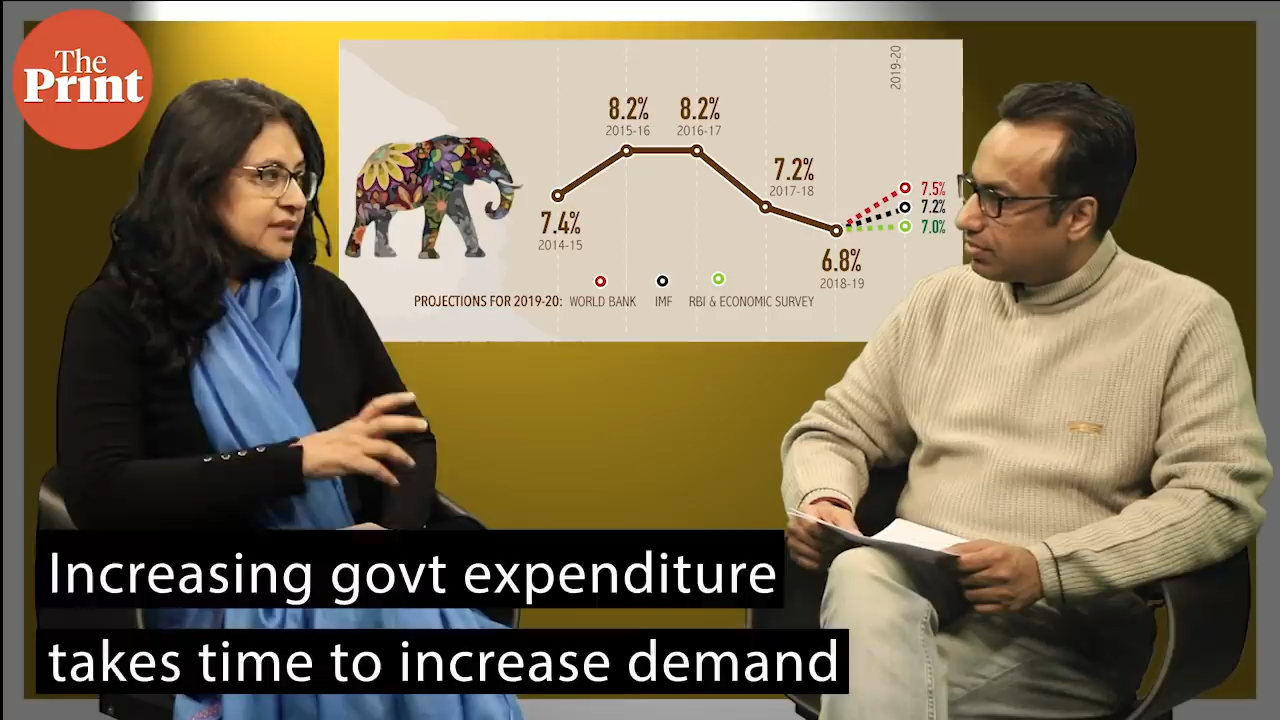 The
Print
2019-20
8.2%
8.2%
2015-16
2016-17
7.2%
2017-18
7.5%
7.2%
7.0%
7.4%
2014-15
6.8%
2018-19
PROJECTIONS FOR 2019-20: WORLD BANK IMF RBI & ECONOMIC SURVEY
Increasing govt expenditure
takes time to increase demand